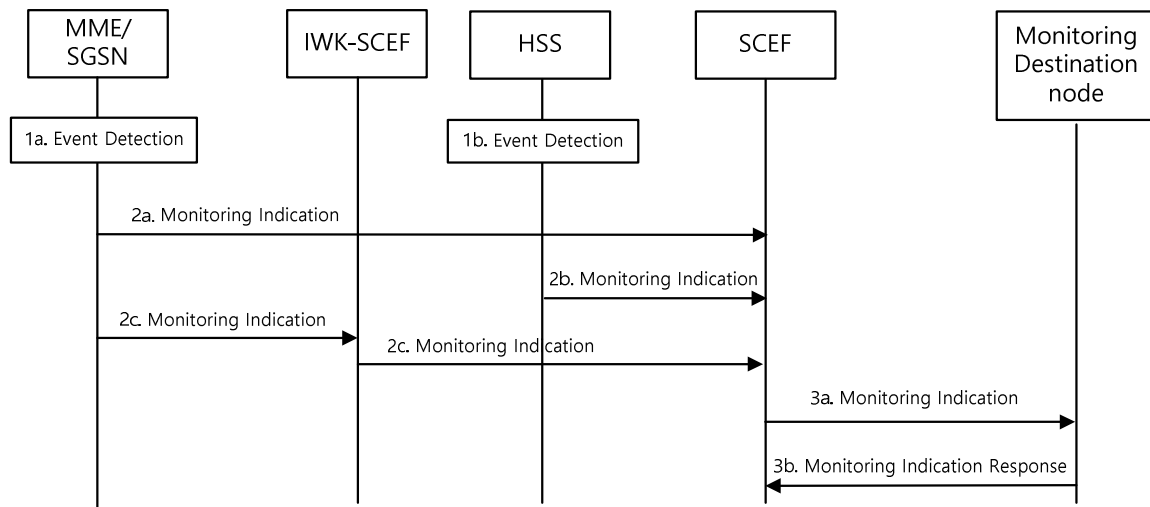 MME/
SGSN
IWK-SCEF
HSS
SCEF
Monitoring
Destination
node
1a. Event Detection
1b. Event Detection
2a. Monitoring Indication
2b. Monitoring Indication
2c. Monitoring Indication
2c. Monitoring Indication
3a. Monitoring Indication
3b. Monitoring Indication Response